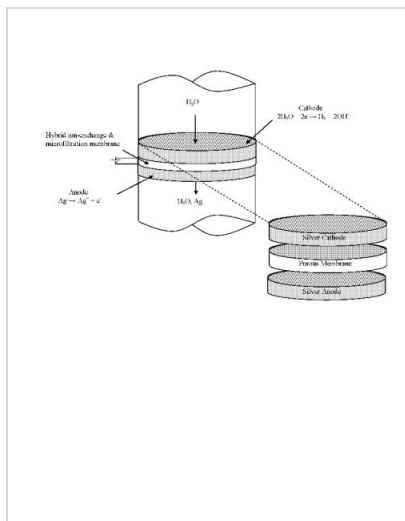 H₂O
Cathode
2H₂O 2e⁻→ H₂ 2OH⁻
Hybrid ion-exchange &
microfiltration membrane
Anode
Ag → Ag⁺ + e⁻
H₂O, Ag
Silver Cathode
Porous Membrane
Silver Anode